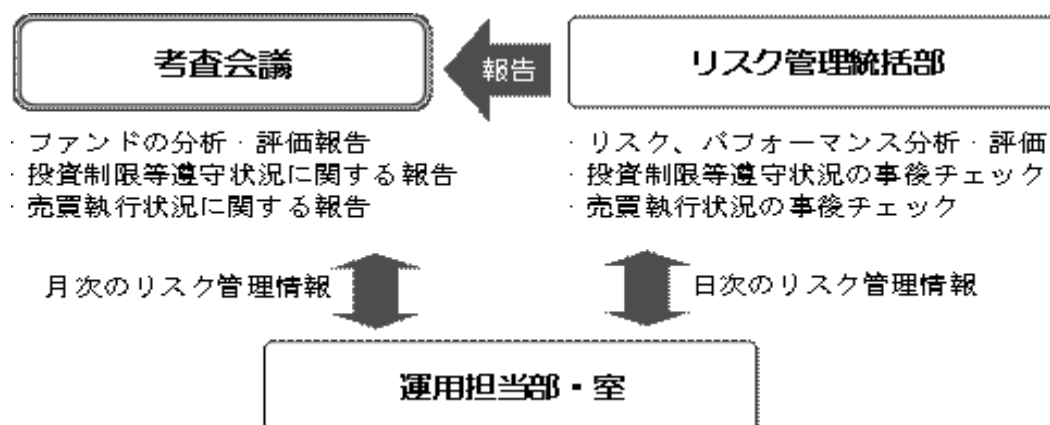 考査会議
報告
リスク管理統括部
・ファンドの分析・評価報告
・投資制限等遵守状況に関する報告
・売買執行状況に関する報告
・リスク、パフォーマンス分析・評価
・投資制限等遵守状況の事後チェック
・売買執行状況の事後チェック
月次のリスク管理情報
日次のリスク管理情報
運用担当部・室